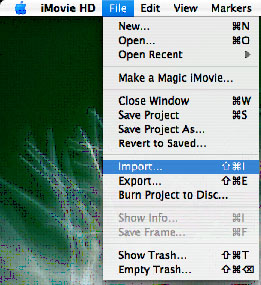 iMovie HD File Edit View Markers
New... ⌘N
Open... ⌘O
Open Recent ▶
Make a Magic iMovie...
Close Window ⌘W
Save Project ⌘S
Save Project As...
Revert to Saved...
Import... ⇧⌘I
Export... ⇧⌘E
Burn Project to Disc...
Show Info... ⌘I
Save Frame... ⌘F
Show Trash... ⇧⌘T
Empty Trash... ⇧⌘⌫